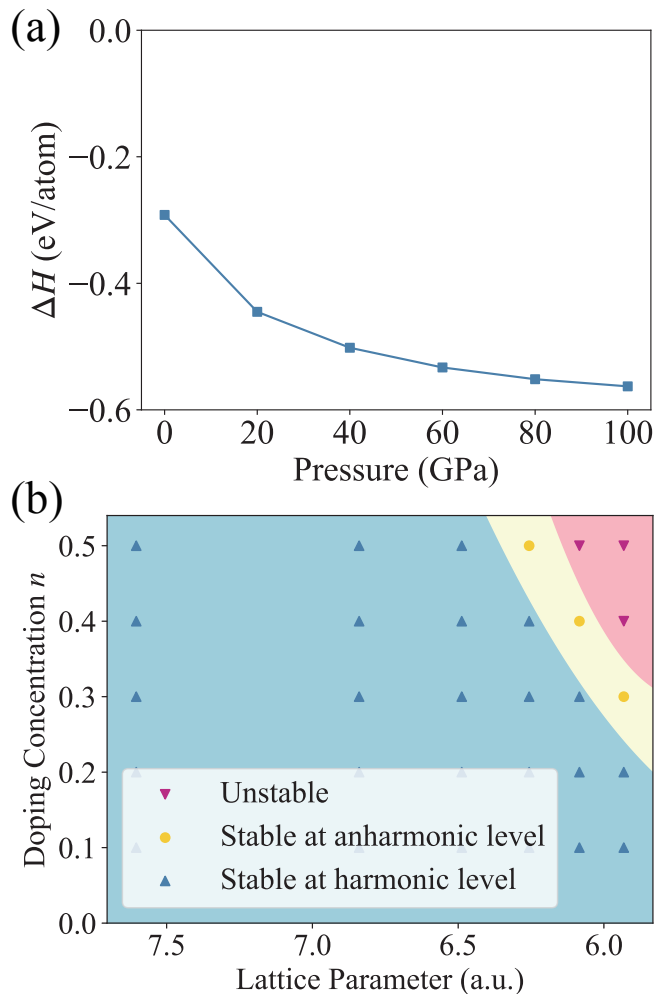 (a)
0.0
−0.2
−0.4
−0.6
ΔH (eV/atom)
0 20 40 60 80 100
Pressure (GPa)
(b)
0.5
0.4
0.3
0.2
0.1
0.0
Doping Concentration n
Unstable
Stable at anharmonic level
Stable at harmonic level
7.5 7.0 6.5 6.0
Lattice Parameter (a.u.)